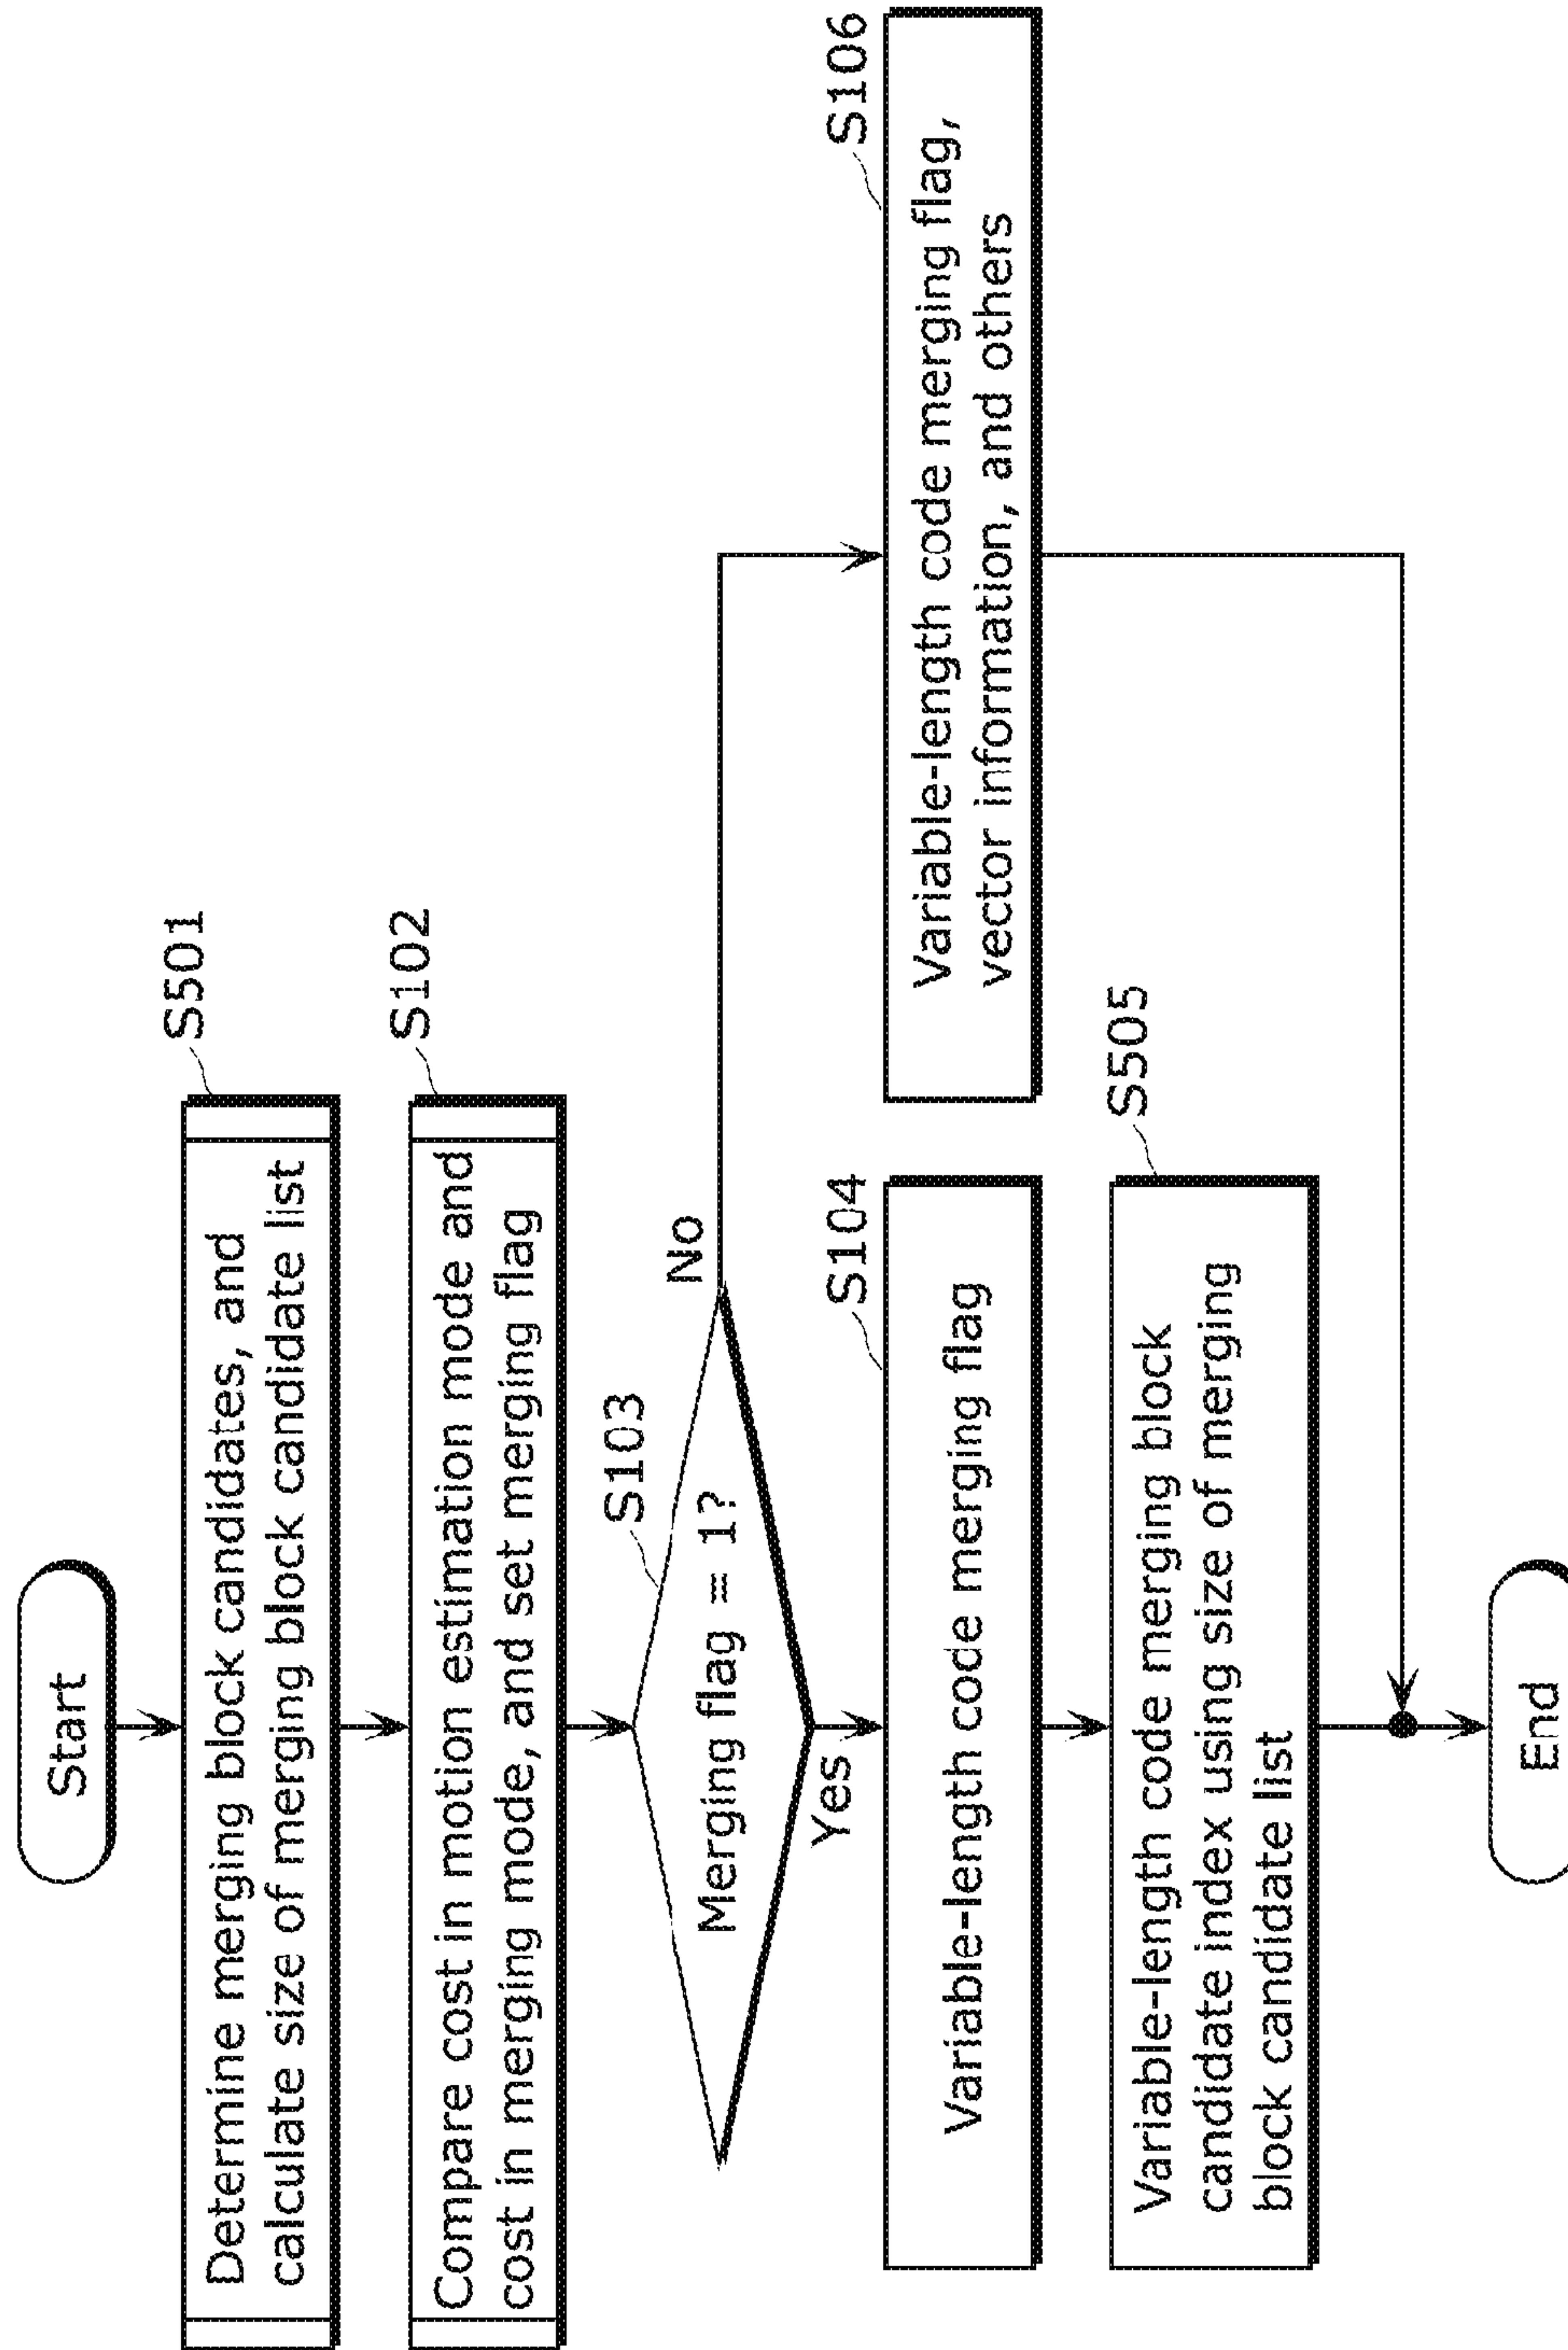 Start
S501
Determine merging block candidates, and
calculate size of merging block candidate list
S102
Compare cost in motion estimation mode and
cost in merging mode, and set merging flag
S103
Merging flag = 1?
No
Yes
S104
Variable-length code merging flag
S106
Variable-length code merging flag,
vector information, and others
S505
Variable-length code merging block
candidate index using size of merging
block candidate list
End